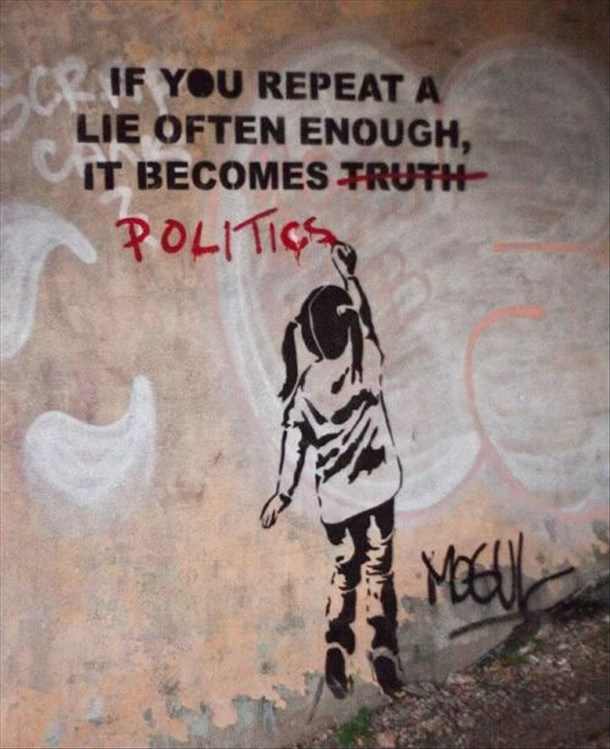 IF YOU REPEAT A
LIE OFTEN ENOUGH,
IT BECOMES TRUTH
POLITICS
MOGUL